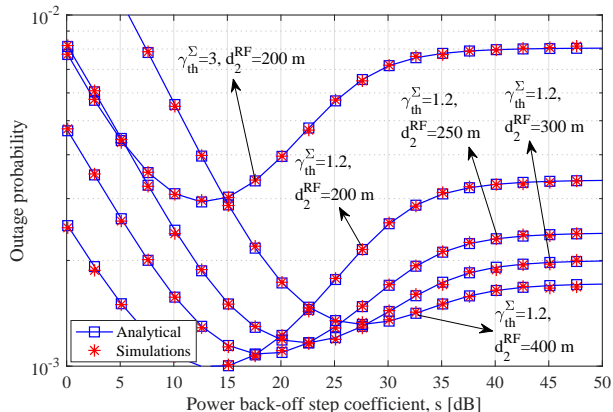 10^-2
γ_th^Σ=3, d_2^RF=200 m
γ_th^Σ=1.2,
d_2^RF=250 m
γ_th^Σ=1.2,
d_2^RF=300 m
γ_th^Σ=1.2,
d_2^RF=200 m
γ_th^Σ=1.2,
d_2^RF=400 m
Outage probability
Analytical
Simulations
10^-3
0 5 10 15 20 25 30 35 40 45 50
Power back-off step coefficient, s [dB]